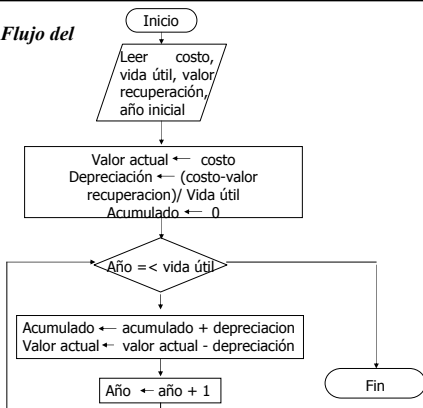 Flujo del
Inicio
Leer costo,
vida útil, valor
recuperación,
año inicial
Valor actual ← costo
Depreciación ← (costo-valor
recuperacion)/ Vida útil
Acumulado ← 0
Año =< vida útil
Acumulado ← acumulado + depreciacion
Valor actual ← valor actual - depreciación
Año ← año + 1
Fin